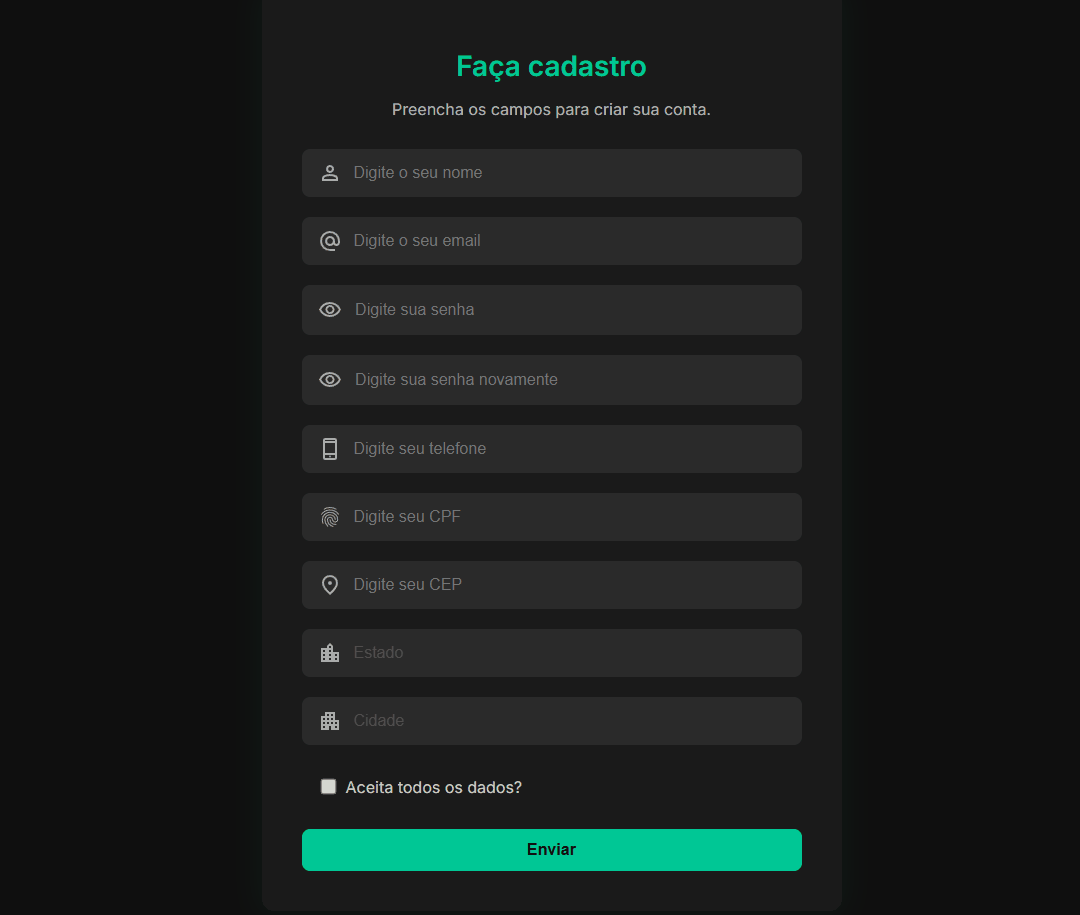 Faça cadastro
Preencha os campos para criar sua conta.
Digite o seu nome
Digite o seu email
Digite sua senha
Digite sua senha novamente
Digite seu telefone
Digite seu CPF
Digite seu CEP
Estado
Cidade
Aceita todos os dados?
Enviar